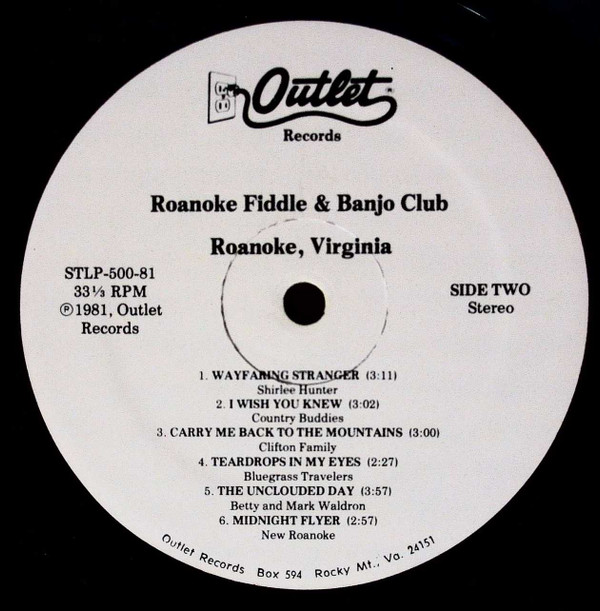 Outlet®
Records
Roanoke Fiddle & Banjo Club
Roanoke, Virginia
STLP-500-81
33⅓ RPM
℗1981, Outlet
Records
SIDE TWO
Stereo
1. WAYFARING STRANGER (3:11)
Shirlee Hunter
2. I WISH YOU KNEW (3:02)
Country Buddies
3. CARRY ME BACK TO THE MOUNTAINS (3:00)
Clifton Family
4. TEARDROPS IN MY EYES (2:27)
Bluegrass Travelers
5. THE UNCLOUDED DAY (3:57)
Betty and Mark Waldron
6. MIDNIGHT FLYER (2:57)
New Roanoke
Outlet Records Box 594 Rocky Mt., Va. 24151